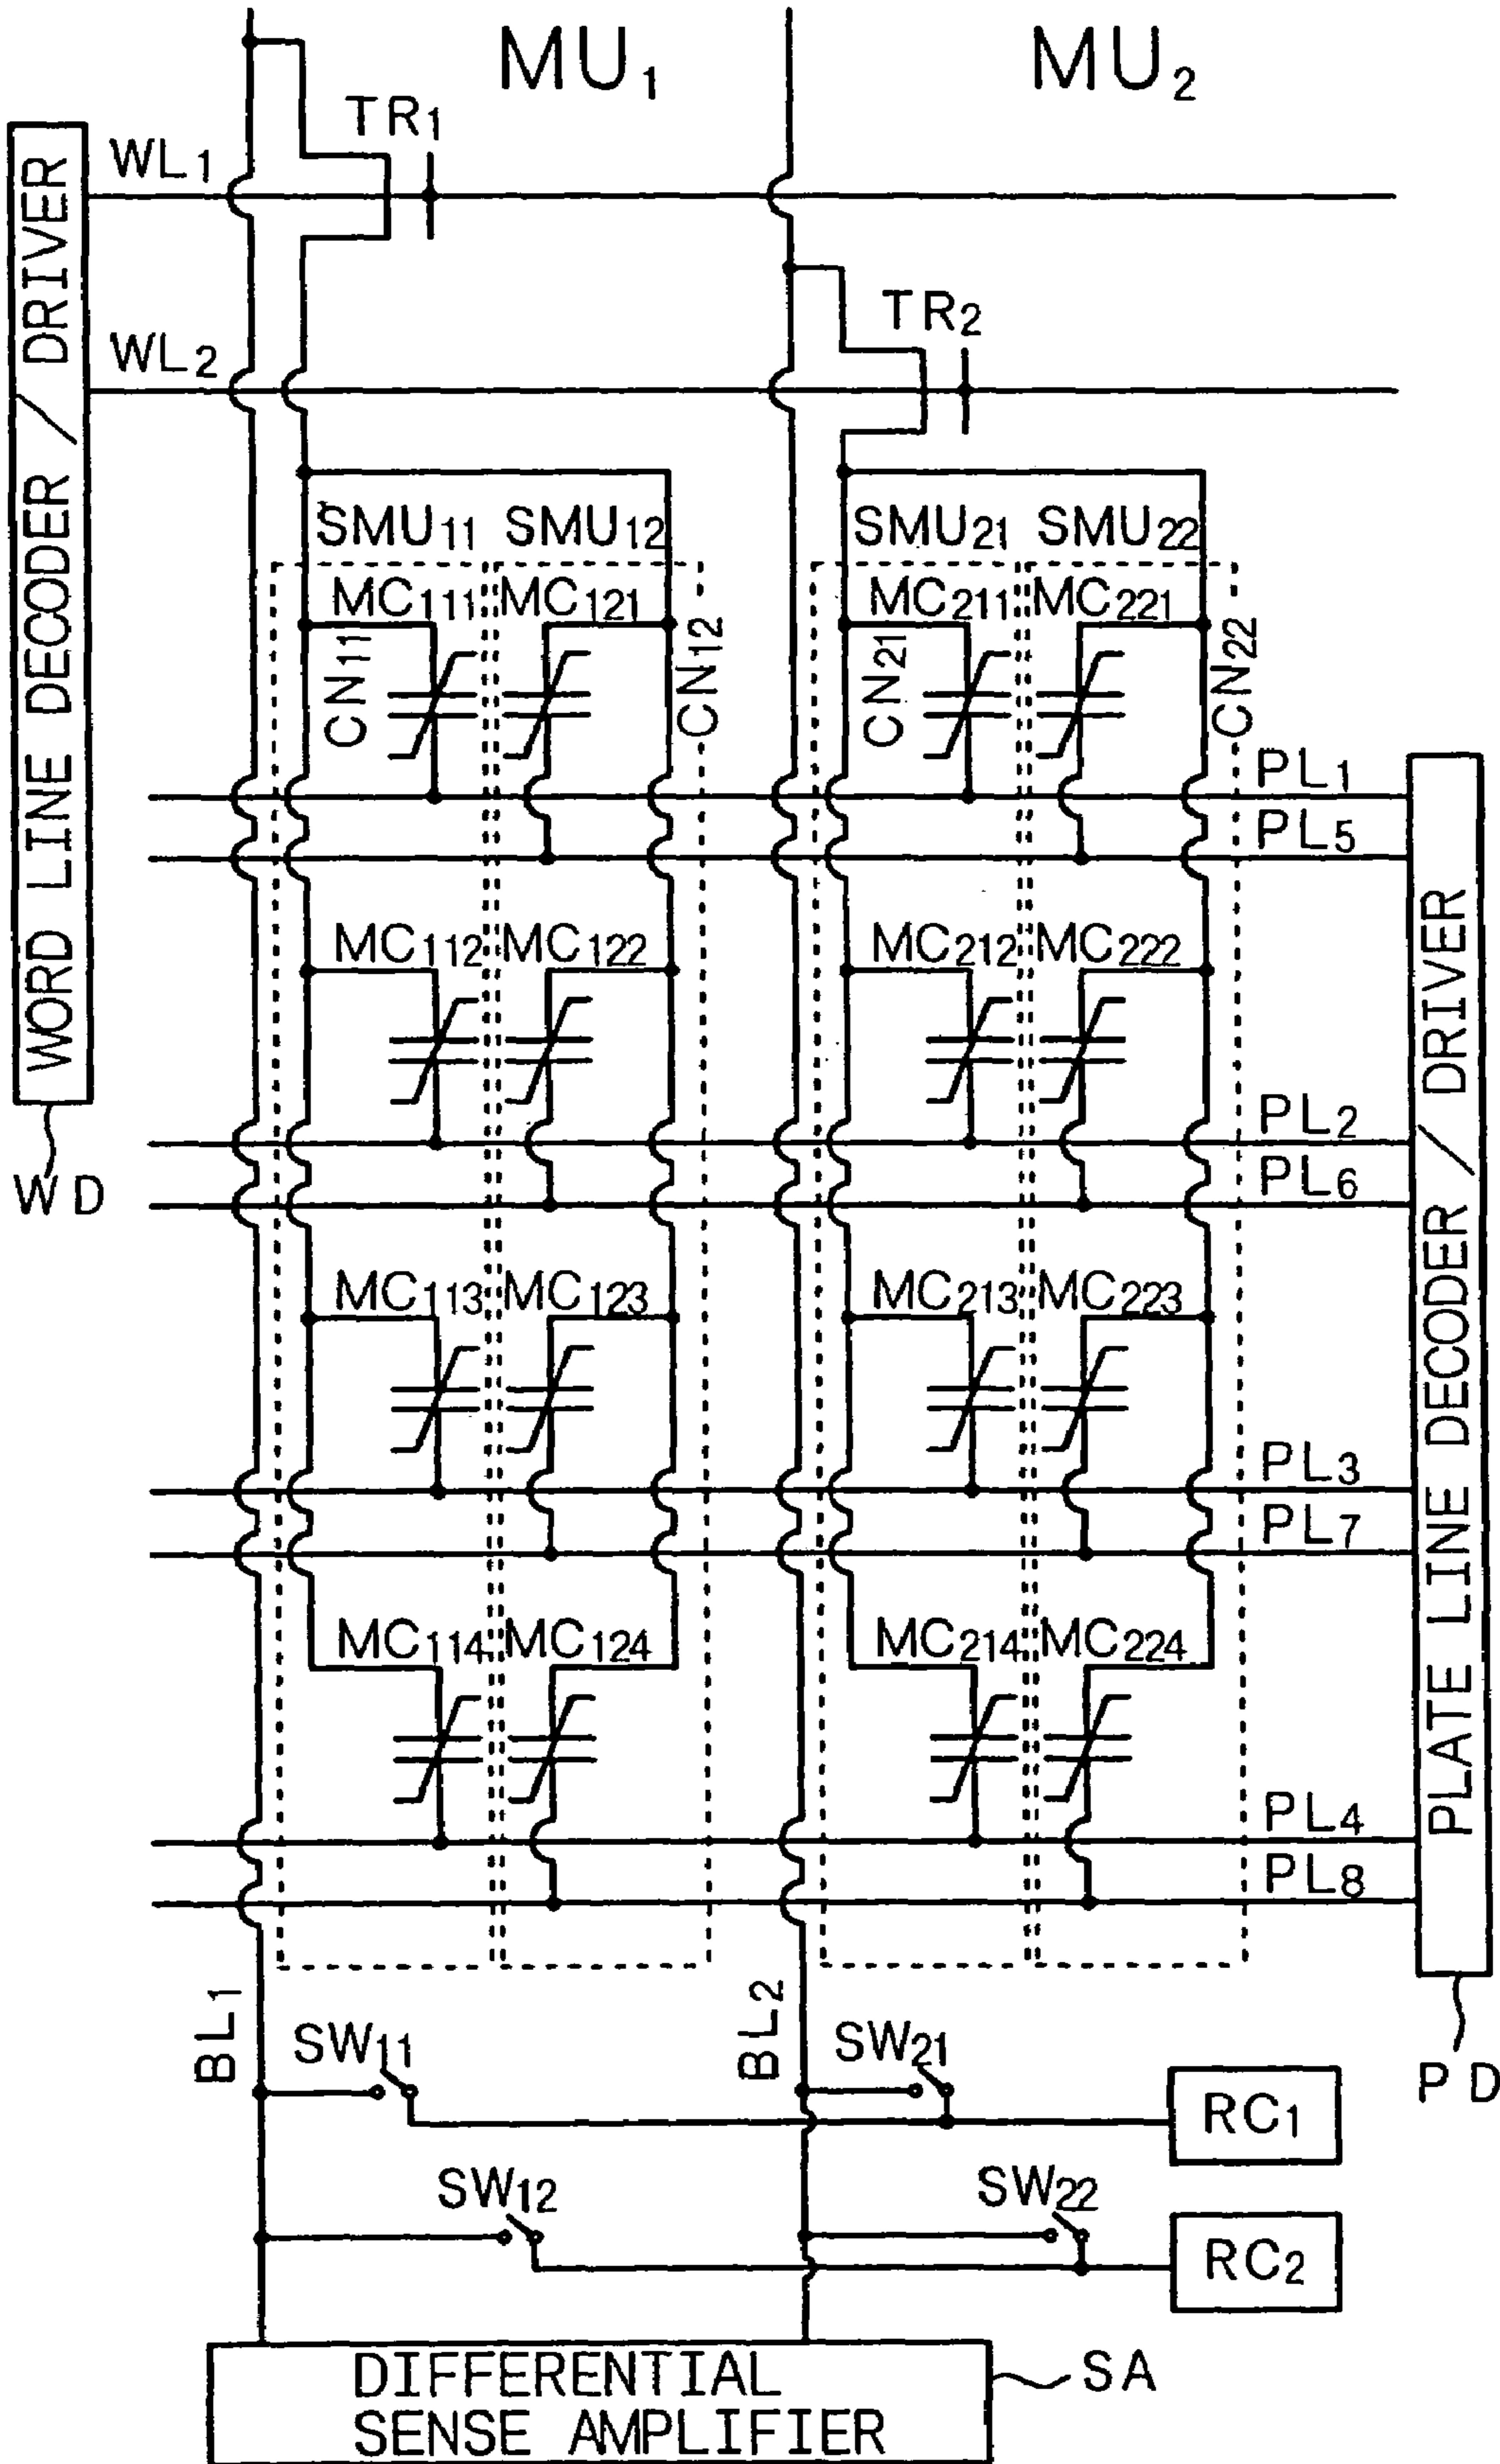 MU1 MU2
TR1
WL1
TR2
WL2
WORD LINE DECODER / DRIVER
SMU11 SMU12 SMU21 SMU22
MC111 MC121 MC211 MC221
CN11 CN12 CN21 CN22
PL1
PL5
MC112 MC122 MC212 MC222
PL2
PL6
WD
MC113 MC123 MC213 MC223
PL3
PL7
MC114 MC124 MC214 MC224
PL4
PL8
PLATE LINE DECODER / DRIVER
PD
BL1 BL2
SW11 SW21
RC1
SW12 SW22
RC2
DIFFERENTIAL
SENSE AMPLIFIER
SA